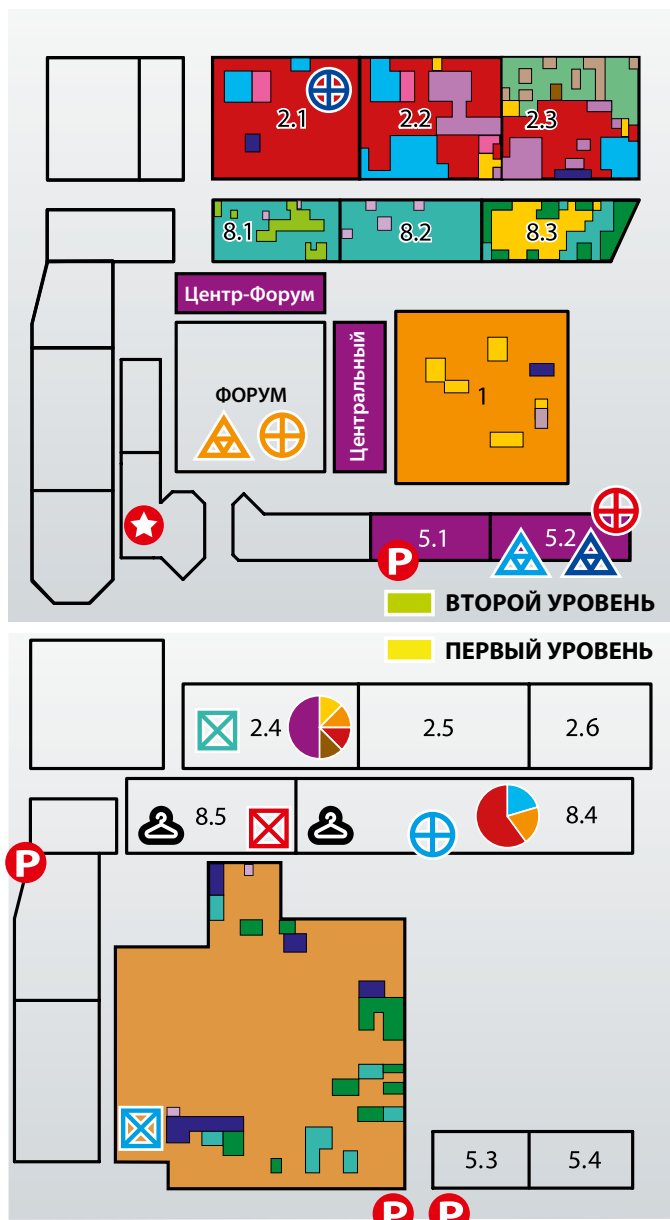 2.1
2.2
2.3
8.1
8.2
8.3
Центр-Форум
ФОРУМ
Центральный
1
5.1
5.2
P
ВТОРОЙ УРОВЕНЬ
ПЕРВЫЙ УРОВЕНЬ
2.4
2.5
2.6
8.5
8.4
P
5.3
5.4
P
P